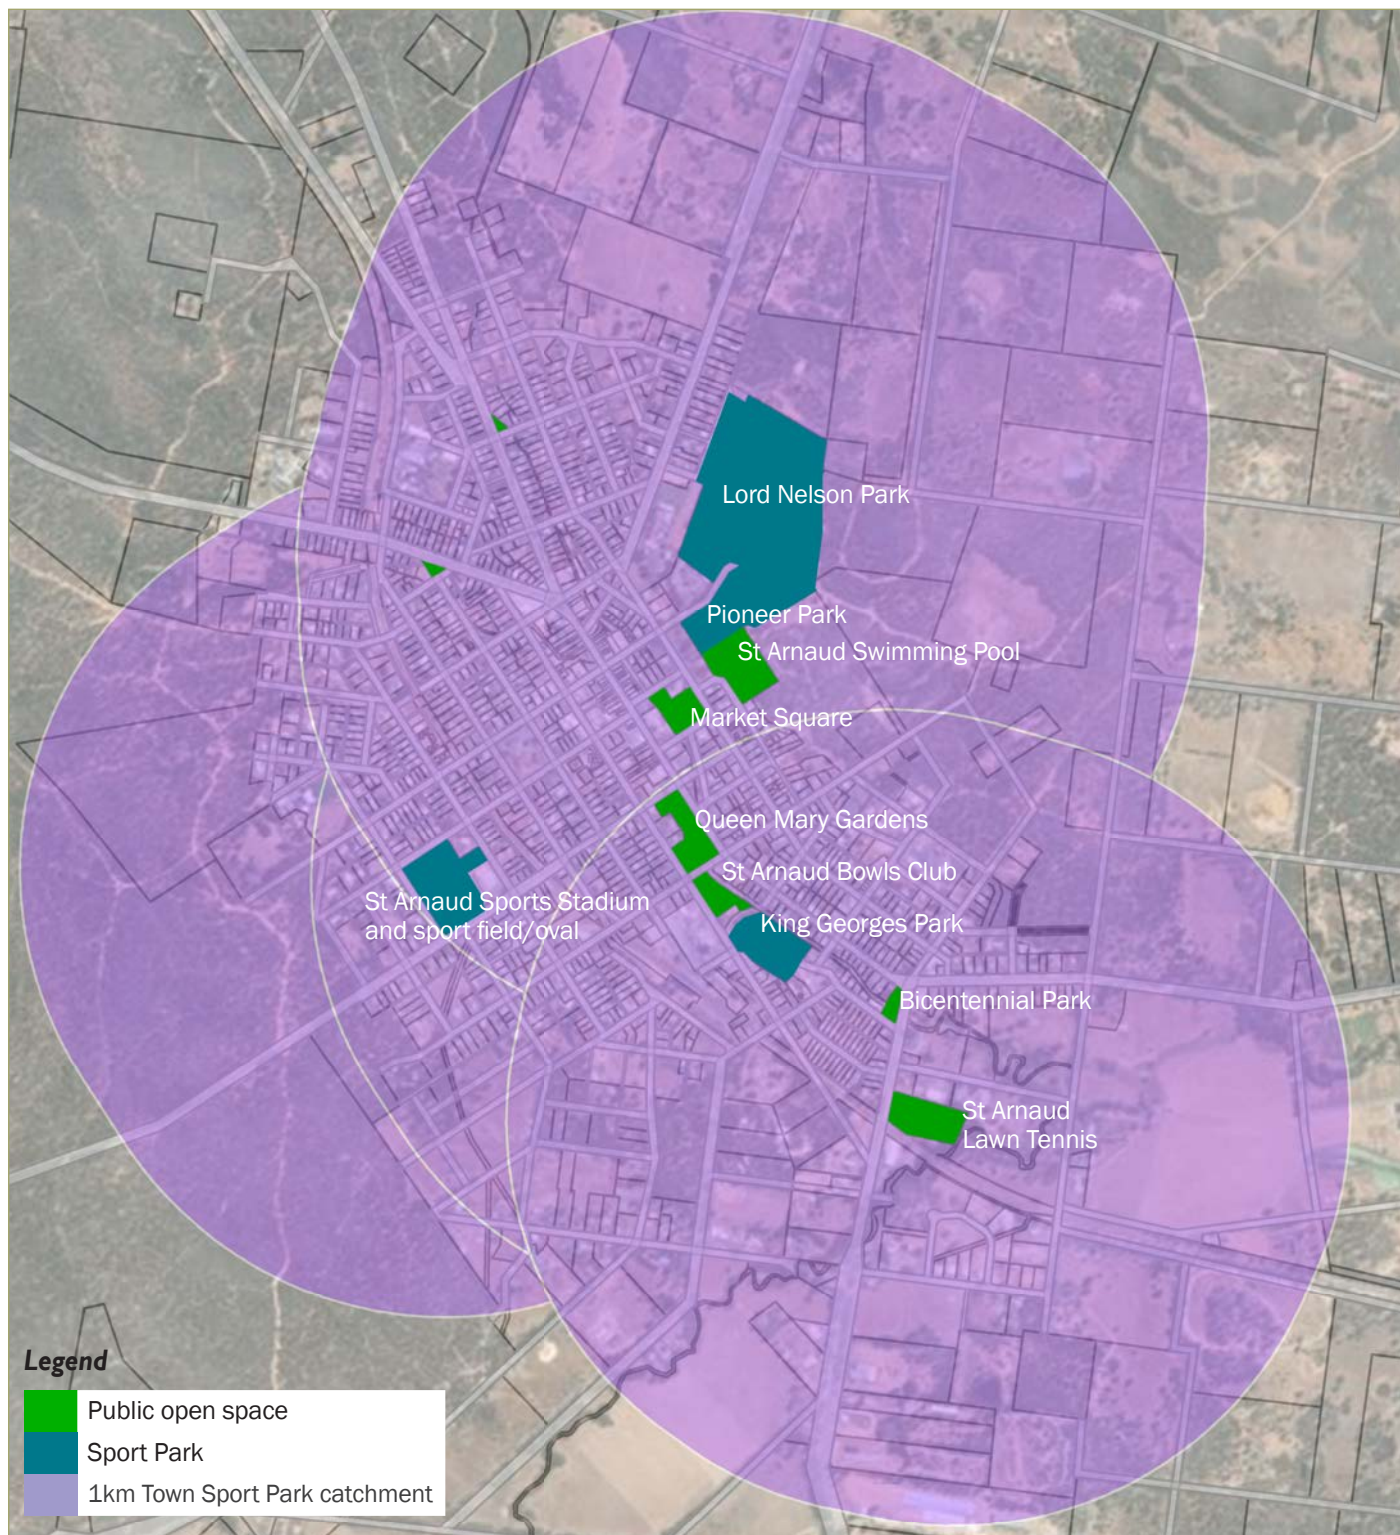 Lord Nelson Park
Pioneer Park
St Arnaud Swimming Pool
Market Square
Queen Mary Gardens
St Arnaud Bowls Club
St Arnaud Sports Stadium
and sport field/oval
King Georges Park
Bicentennial Park
St Arnaud
Lawn Tennis
Legend
Public open space
Sport Park
1km Town Sport Park catchment